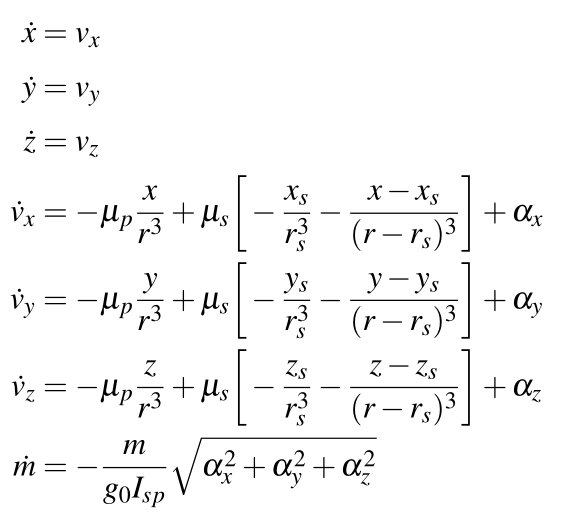 ẋ = v_x
ẏ = v_y
ż = v_z
v̇_x = −μ_p x/r³ + μ_s [ − x_s/r_s³ − (x − x_s)/(r − r_s)³ ] + α_x
v̇_y = −μ_p y/r³ + μ_s [ − y_s/r_s³ − (y − y_s)/(r − r_s)³ ] + α_y
v̇_z = −μ_p z/r³ + μ_s [ − z_s/r_s³ − (z − z_s)/(r − r_s)³ ] + α_z
ṁ = − m/(g_0 I_sp) √(α_x² + α_y² + α_z²)